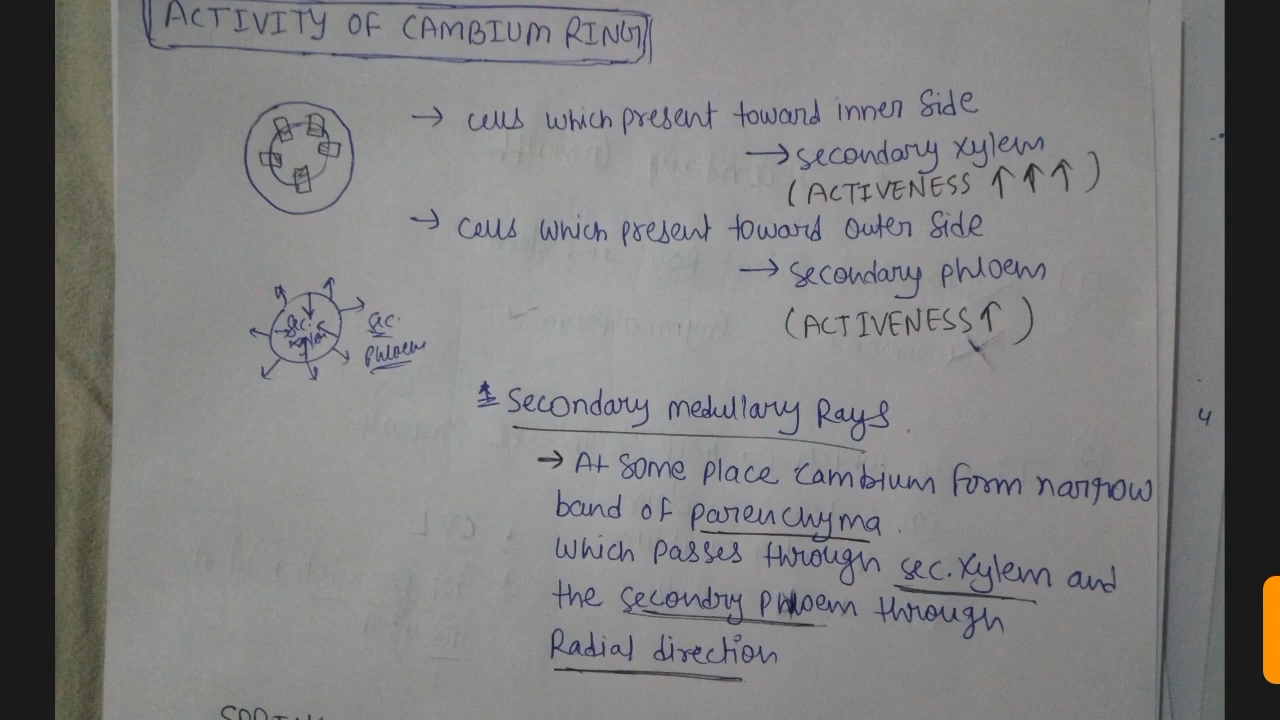 ACTIVITY OF CAMBIUM RING
→ cells which present toward inner side
→ secondary xylem
(ACTIVENESS ↑ ↑ ↑)
→ cells which present toward outer side
→ secondary phloem
(ACTIVENESS ↑)
sec. xylem
sec. phloem
Secondary medullary Rays.
→ At some place cambium form narrow
band of parenchyma.
which passes through sec. xylem and
the secondry phloem through
Radial direction
4